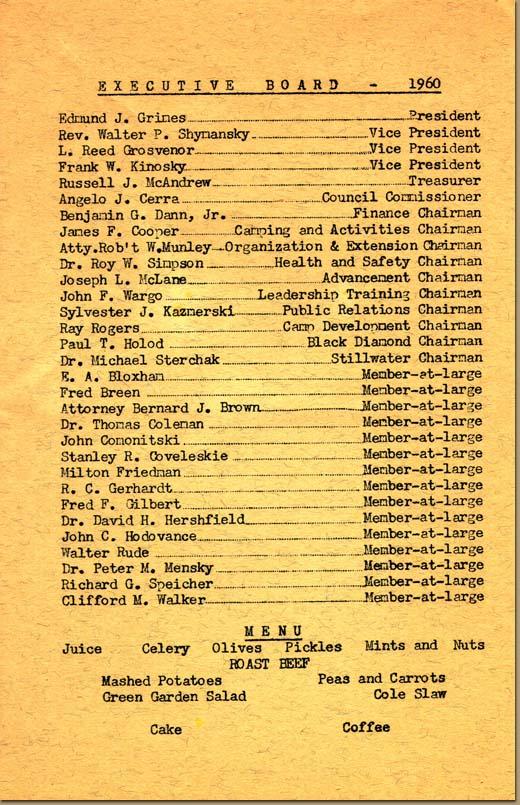 EXECUTIVE BOARD - 1960
Edmund J. Grimes President
Rev. Walter P. Shymansky Vice President
L. Reed Grosvenor Vice President
Frank W. Kinosky Vice President
Russell J. McAndrew Treasurer
Angelo J. Cerra Council Commissioner
Benjamin G. Dann, Jr. Finance Chairman
James F. Cooper Camping and Activities Chairman
Atty.Rob't W.Munley Organization & Extension Chairman
Dr. Roy W. Simpson Health and Safety Chairman
Joseph L. McLane Advancement Chairman
John F. Wargo Leadership Training Chairman
Sylvester J. Kazmerski Public Relations Chairman
Ray Rogers Camp Development Chairman
Paul T. Holod Black Diamond Chairman
Dr. Michael Sterchak Stillwater Chairman
E. A. Bloxham Member-at-large
Fred Breen Member-at-large
Attorney Bernard J. Brown Member-at-large
Dr. Thomas Coleman Member-at-large
John Comonitski Member-at-large
Stanley R. Coveleskie Member-at-large
Milton Friedman Member-at-large
R. C. Gerhardt Member-at-large
Fred F. Gilbert Member-at-large
Dr. David H. Hershfield Member-at-large
John C. Hodovance Member-at-large
Walter Rude Member-at-large
Dr. Peter M. Mensky Member-at-large
Richard G. Speicher Member-at-large
Clifford M. Walker Member-at-large
MENU
Juice Celery Olives Pickles Mints and Nuts
ROAST BEEF
Mashed Potatoes Peas and Carrots
Green Garden Salad Cole Slaw
Cake Coffee